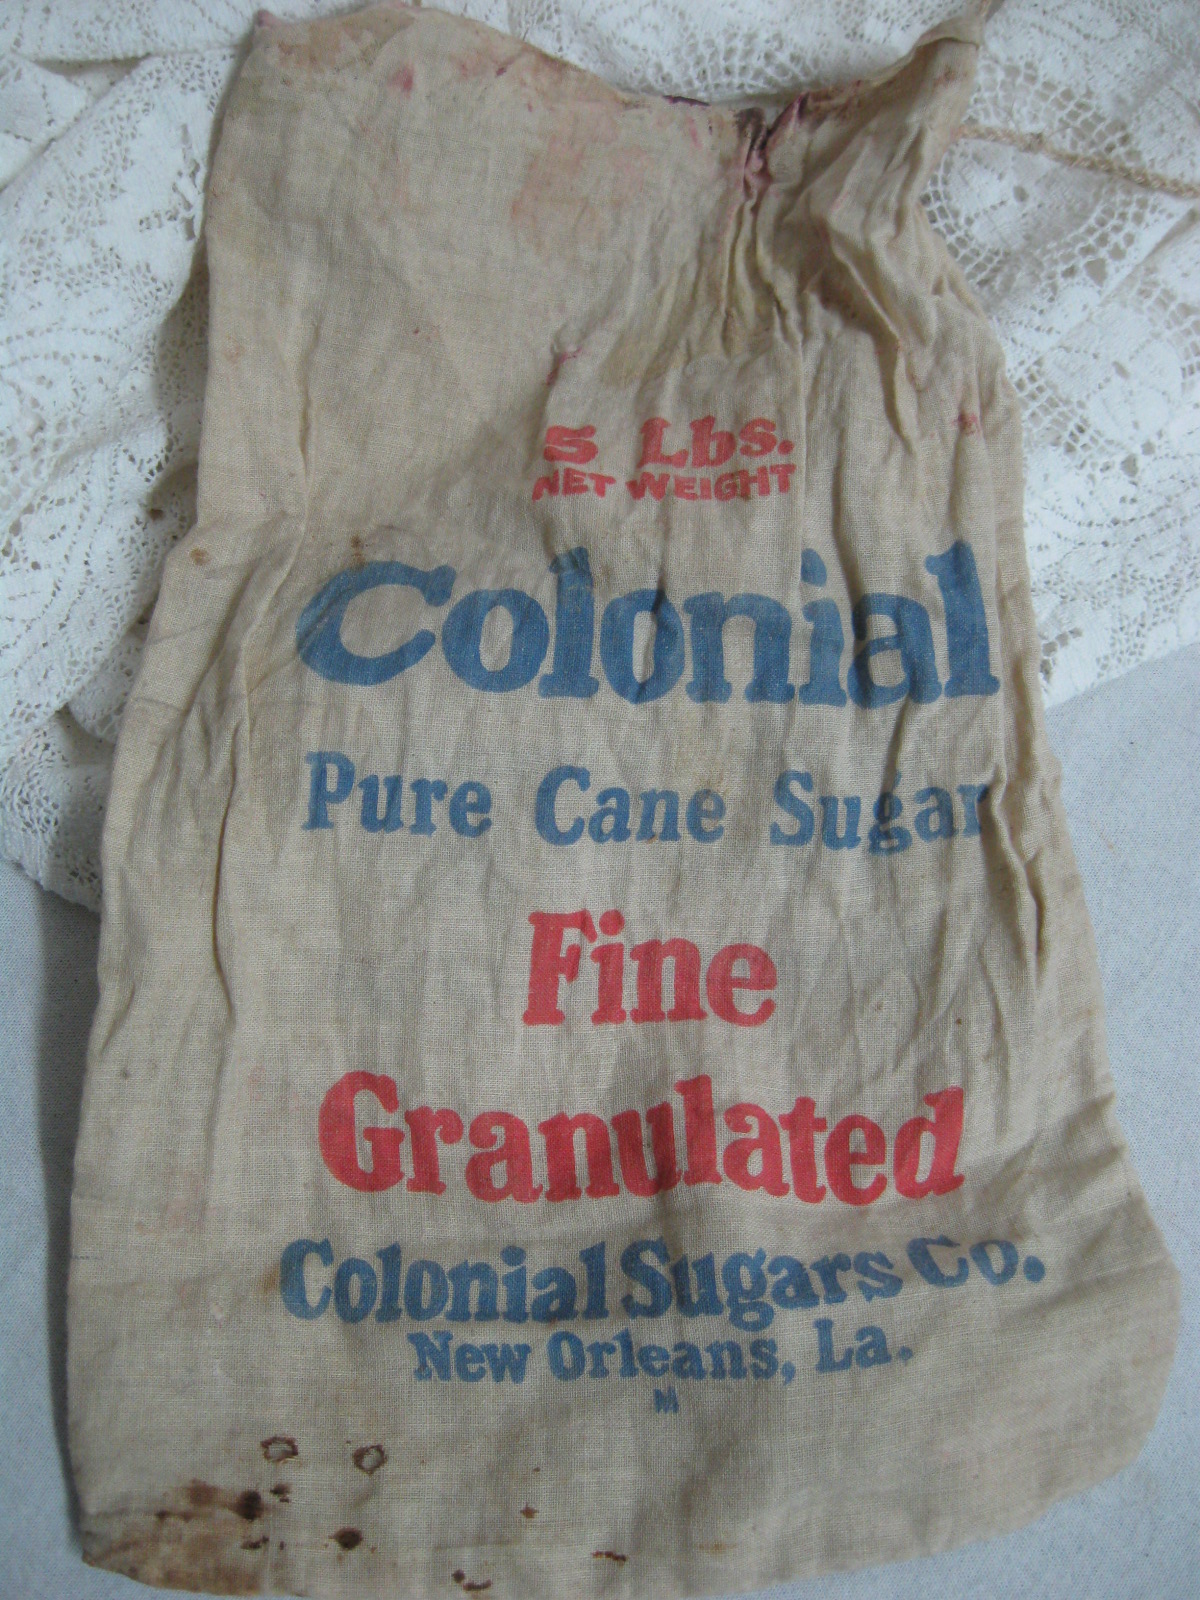 5 Lbs.
NET WEIGHT
Colonial
Pure Cane Sugar
Fine
Granulated
Colonial Sugars Co.
New Orleans, La.
M